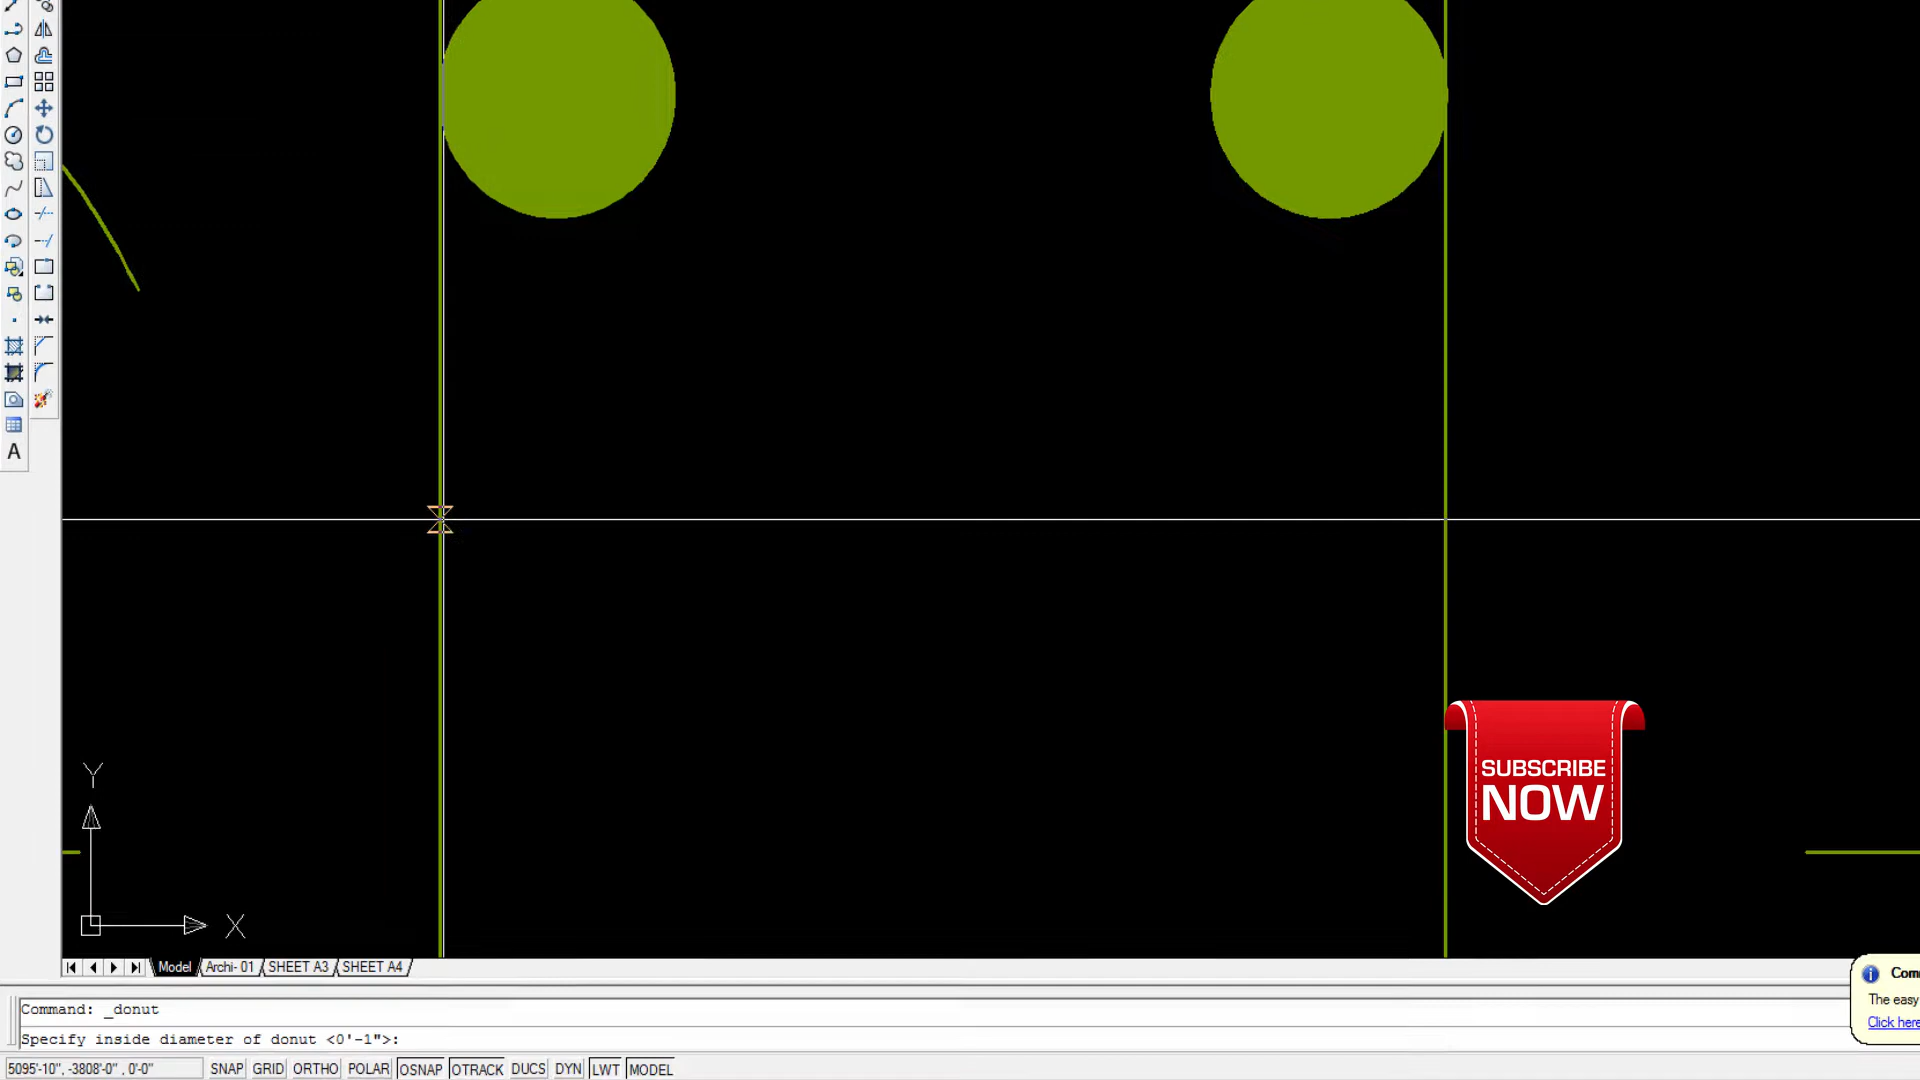 A
SUBSCRIBE
NOW
Y
X
Model
Archi- 01
SHEET A3
SHEET A4
Com
The easy
Click here
Command: _donut
Specify inside diameter of donut <0'-1">:
5095'-10", -3808'-0" , 0'-0" SNAP GRID ORTHO POLAR OSNAP OTRACK DUCS DYN LWT MODEL